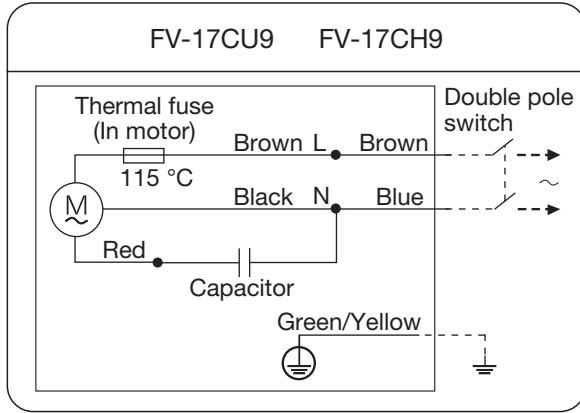 FV-17CU9 FV-17CH9
Thermal fuse
(In motor)
115 °C
Double pole
switch
Brown L Brown
M
Black N Blue
Red
Capacitor
Green/Yellow